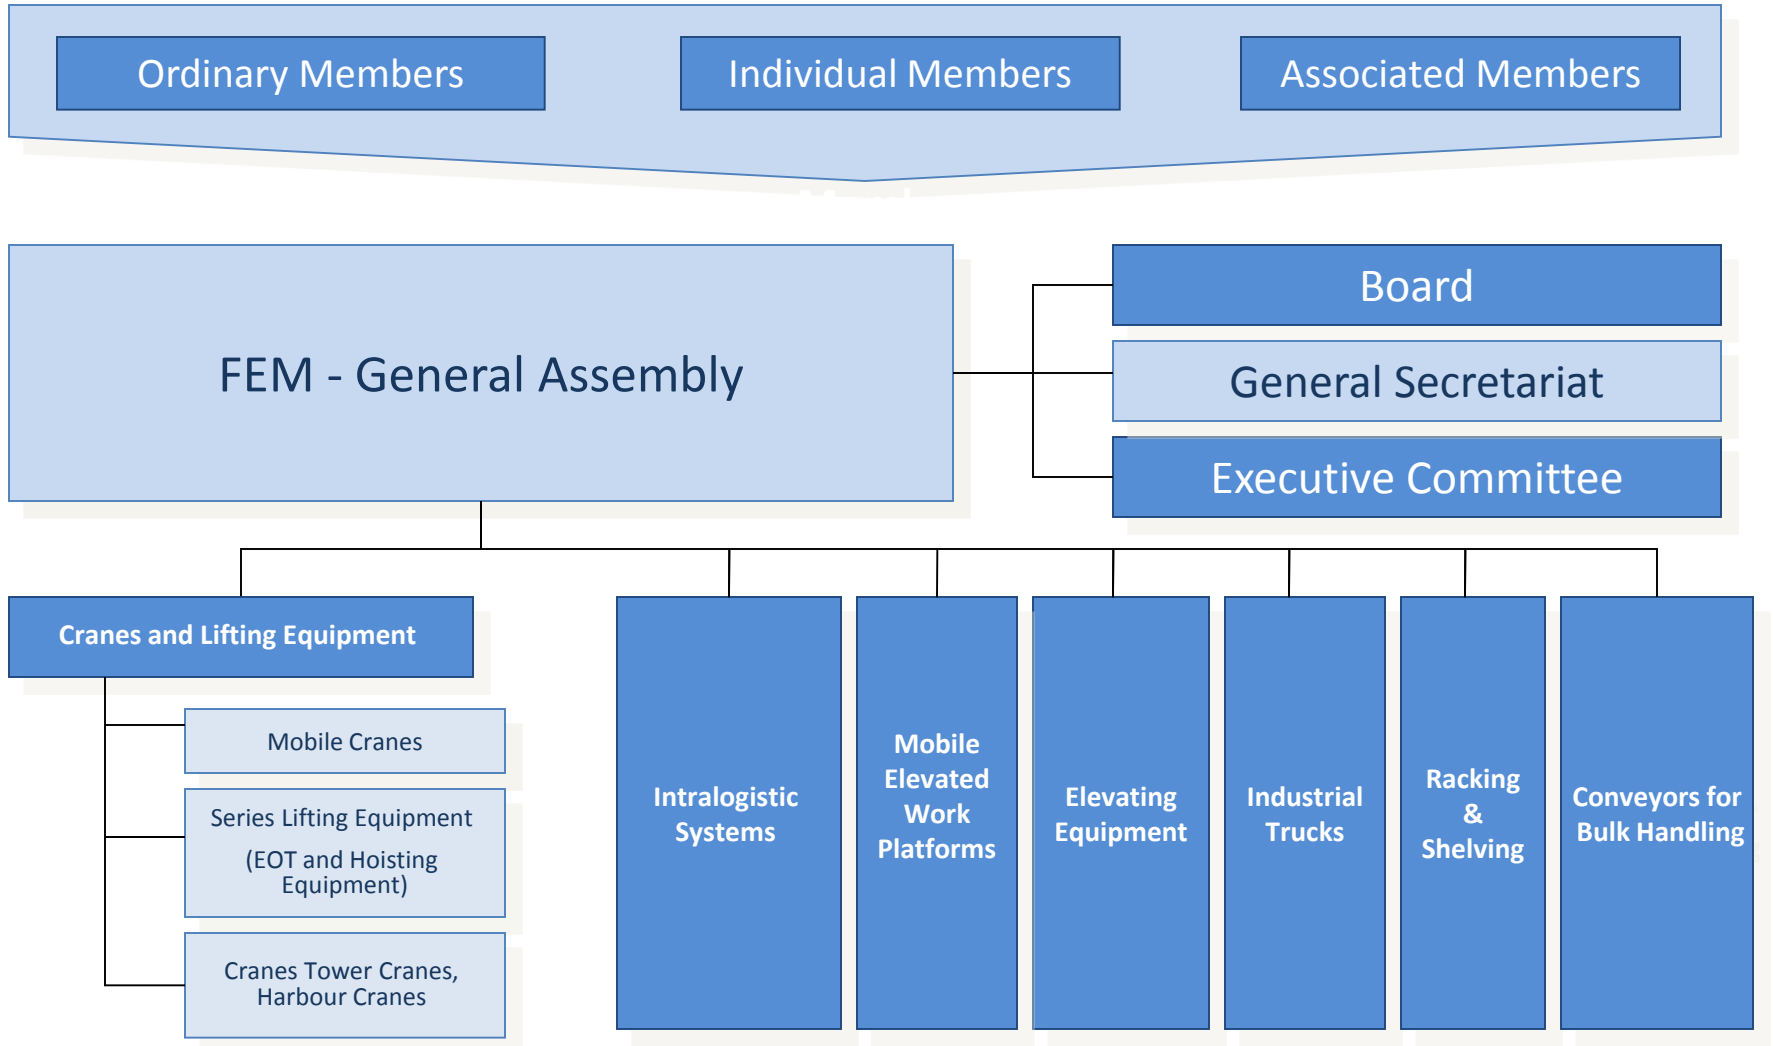 Ordinary Members
Individual Members
Associated Members
FEM - General Assembly
Board
General Secretariat
Executive Committee
Cranes and Lifting Equipment
Mobile Cranes
Series Lifting Equipment
(EOT and Hoisting
Equipment)
Cranes Tower Cranes,
Harbour Cranes
Intralogistic
Systems
Mobile
Elevated
Work
Platforms
Elevating
Equipment
Industrial
Trucks
Racking
&
Shelving
Conveyors for
Bulk Handling